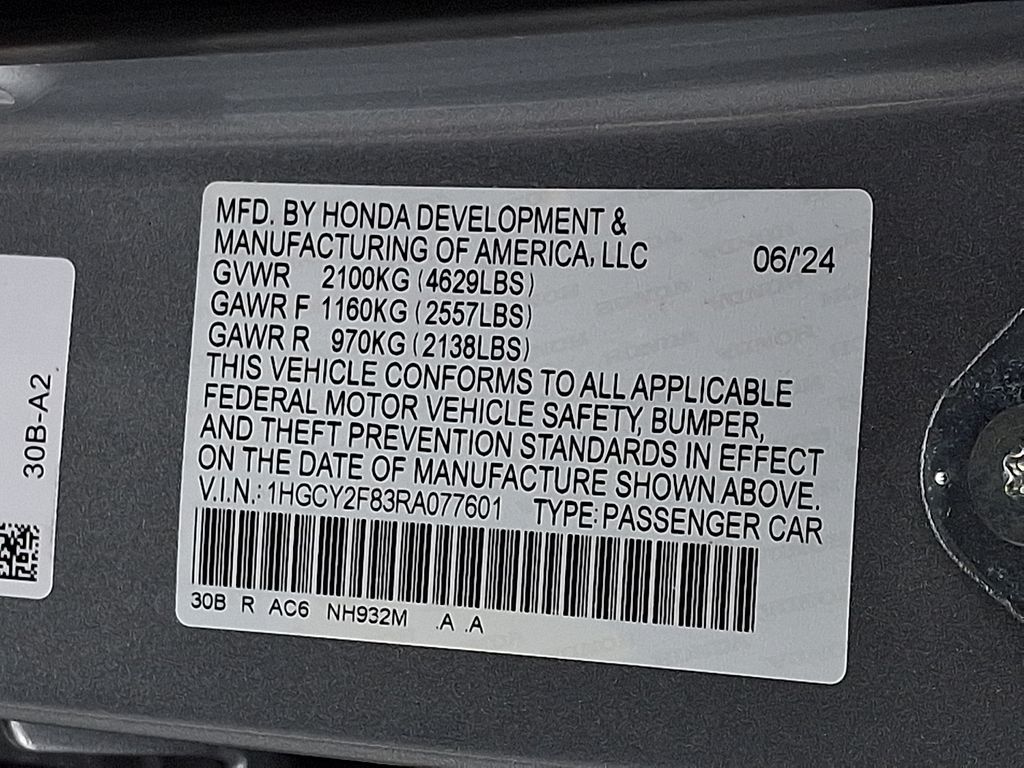 MFD. BY HONDA DEVELOPMENT &
MANUFACTURING OF AMERICA, LLC 06/'24
GVWR 2100KG (4629LBS)
GAWR F 1160KG (2557LBS)
GAWR R 970KG (2138LBS)
THIS VEHICLE CONFORMS TO ALL APPLICABLE
FEDERAL MOTOR VEHICLE SAFETY, BUMPER,
AND THEFT PREVENTION STANDARDS IN EFFECT
ON THE DATE OF MANUFACTURE SHOWN ABOVE.
V.I.N.: 1HGCY2F83RA077601 TYPE: PASSENGER CAR
30B R AC6 NH932M .A .A
30B-A2